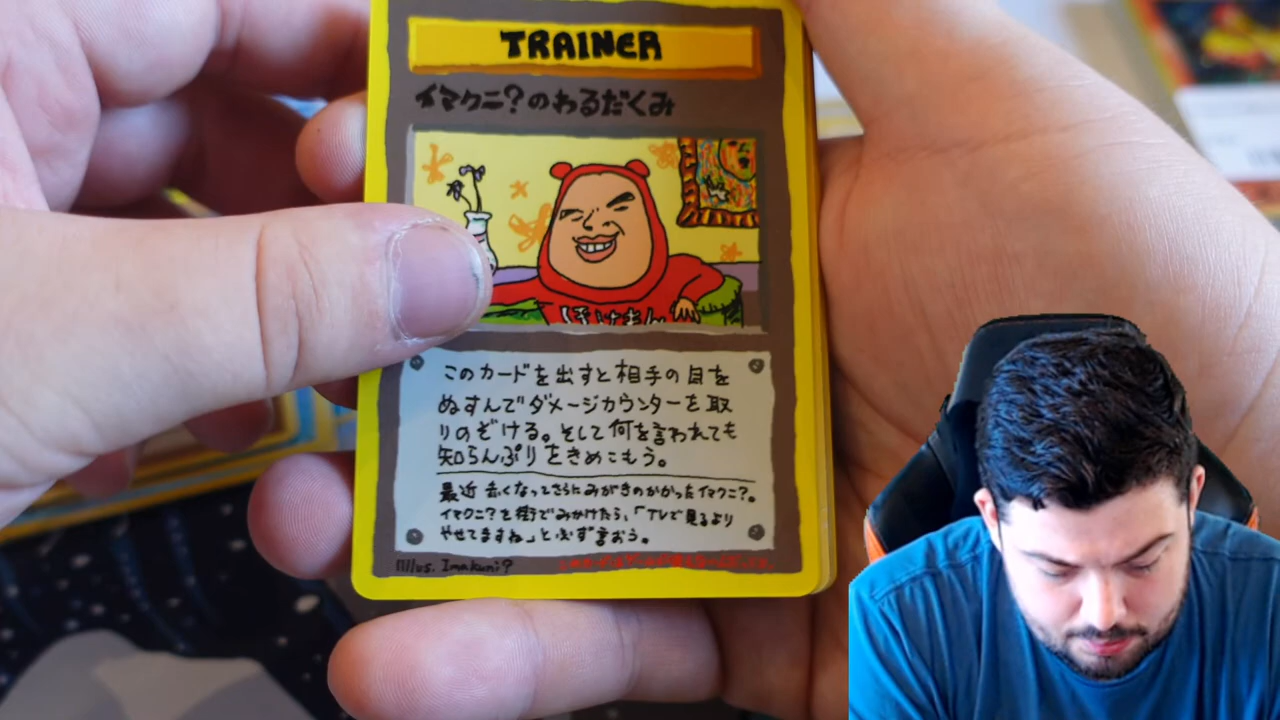 TRAINER
イマクニ?のわるだくみ
ぽけもん
このカードを出すと相手の目を
ぬすんでダメージカウンターを取
りのぞける。そして何を言われても
知らんぷりをきめこもう。
最近 赤くなってさらにみがきのかかったイマクニ?。
イマクニ?を街でみかけたら、「TVで見るより
やせてますね」と必ず言おう。
Illus. Imakuni?